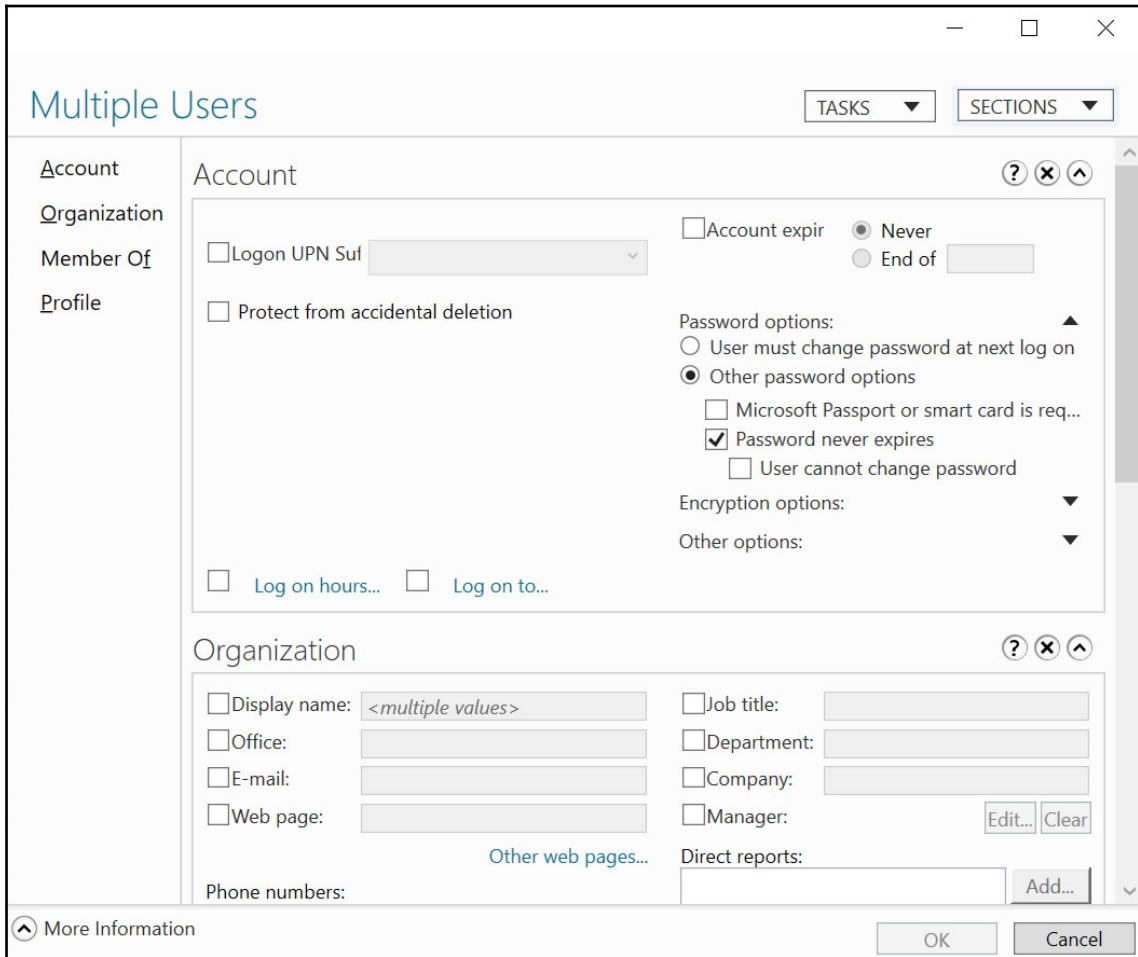 Multiple Users
TASKS
SECTIONS
Account
Organization
Member Of
Profile
Account
Logon UPN Suf
Account expir
Never
End of
Protect from accidental deletion
Password options:
User must change password at next log on
Other password options
Microsoft Passport or smart card is req...
Password never expires
User cannot change password
Encryption options:
Other options:
Log on hours...
Log on to...
Organization
Display name:
<multiple values>
Job title:
Office:
Department:
E-mail:
Company:
Web page:
Manager:
Edit...
Clear
Other web pages...
Direct reports:
Phone numbers:
Add...
More Information
OK
Cancel